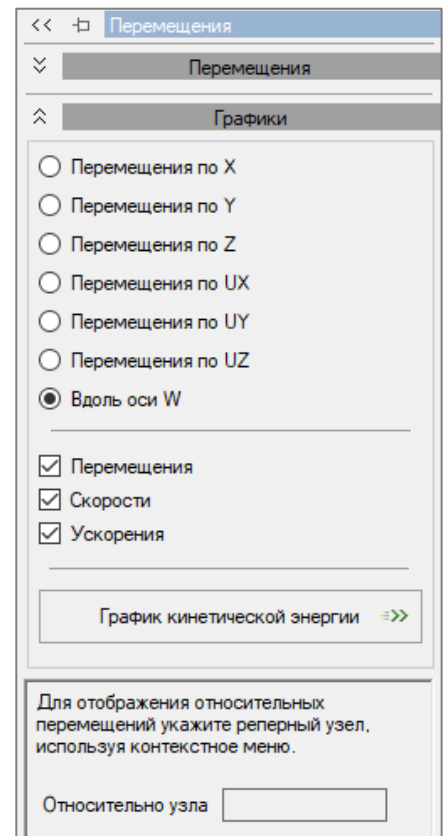 << Перемещения
Перемещения
Графики
Перемещения по X
Перемещения по Y
Перемещения по Z
Перемещения по UX
Перемещения по UY
Перемещения по UZ
Вдоль оси W
Перемещения
Скорости
Ускорения
График кинетической энергии
Для отображения относительных
перемещений укажите реперный узел,
используя контекстное меню.
Относительно узла